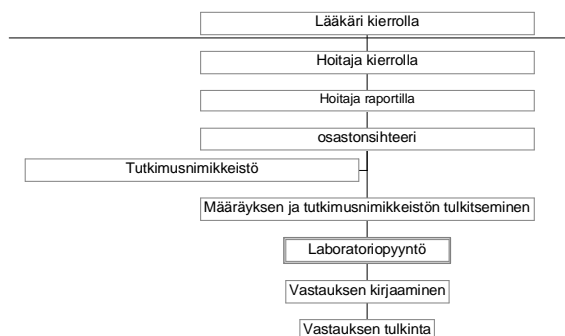 Lääkäri kierrolla
Hoitaja kierrolla
Hoitaja raportilla
osastonsihteeri
Tutkimusnimikkeistö
Määräyksen ja tutkimusnimikkeistön tulkitseminen
Laboratoriopyyntö
Vastauksen kirjaaminen
Vastauksen tulkinta